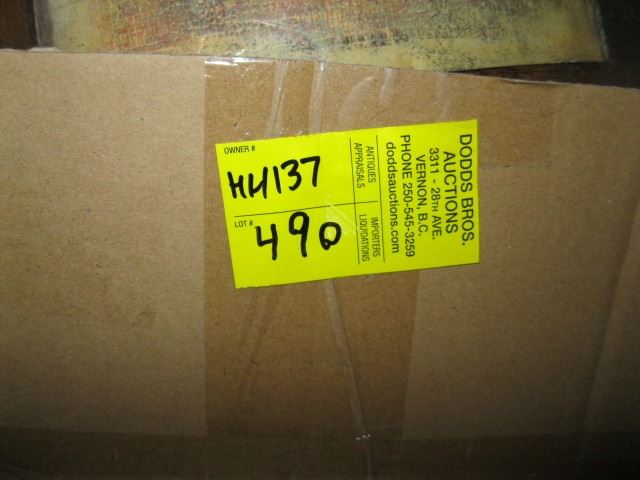 OWNER #
HH137
LOT #
490
ANTIQUES
APPRAISALS
IMPORTERS
LIQUIDATIONS
DODDS BROS.
AUCTIONS
3311 - 28TH AVE.
VERNON, B.C.
PHONE 250-545-3259
doddsauctions.com